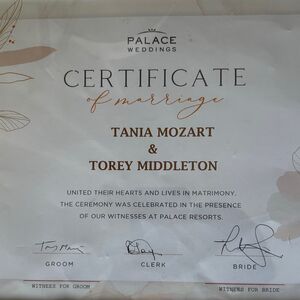 PALACE
WEDDINGS
CERTIFICATE
of marriage
TANIA MOZART
&
TOREY MIDDLETON
UNITED THEIR HEARTS AND LIVES IN MATRIMONY.
THE CEREMONY WAS CELEBRATED IN THE PRESENCE
OF OUR WITNESSES AT PALACE RESORTS.
GROOM CLERK BRIDE
WITNESS FOR GROOM WITNESS FOR BRIDE